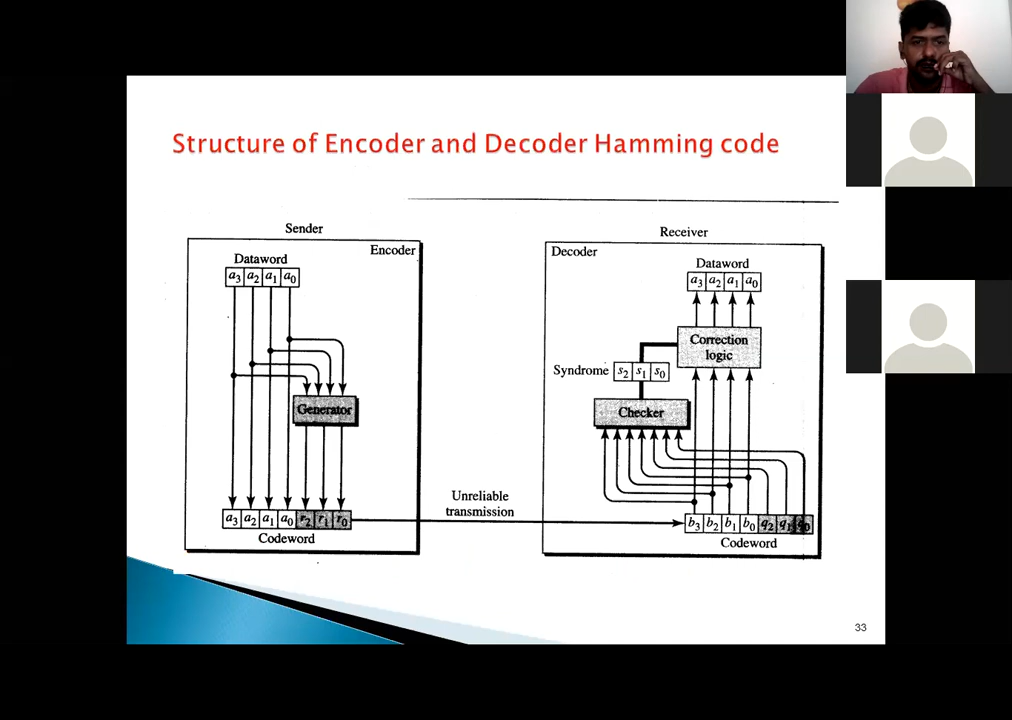 Structure of Encoder and Decoder Hamming code
Sender
Encoder
Dataword
a3 a2 a1 a0
Generator
a3 a2 a1 a0 r2 r1 r0
Codeword
Unreliable
transmission
Receiver
Decoder
Dataword
a3 a2 a1 a0
Correction
logic
Syndrome s2 s1 s0
Checker
b3 b2 b1 b0 q2 q1 q0
Codeword
33